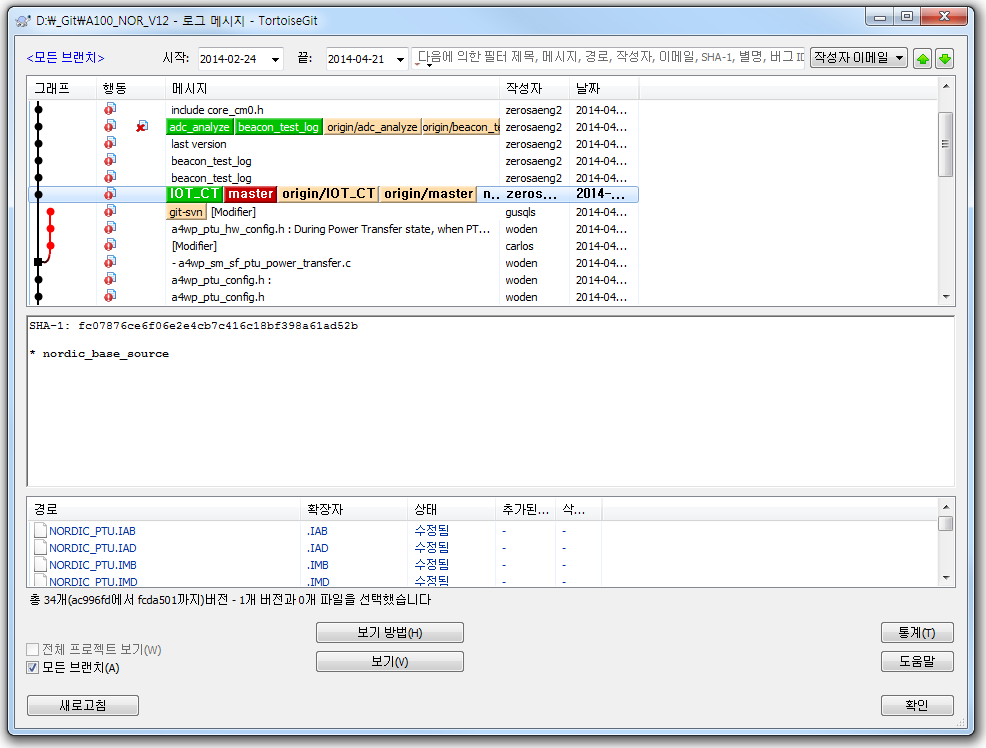 D:\_Git\A100_NOR_V12 - 로그 메시지 - TortoiseGit
<모든 브랜치> 시작: 2014-02-24 끝: 2014-04-21 다음에 의한 필터 제목, 메시지, 경로, 작성자, 이메일, SHA-1, 별명, 버그 ID 작성자 이메일
그래프 행동 메시지 작성자 날짜
include core_cm0.h zerosaeng2 2014-04...
adc_analyze beacon_test_log origin/adc_analyze origin/beacon_te zerosaeng2 2014-04...
last version zerosaeng2 2014-04...
beacon_test_log zerosaeng2 2014-04...
beacon_test_log zerosaeng2 2014-04...
IOT_CT master origin/IOT_CT origin/master n.. zeros... 2014-...
git-svn [Modifier] gusqls 2014-04...
a4wp_ptu_hw_config.h : During Power Transfer state, when PT... woden 2014-04...
[Modifier] carlos 2014-04...
- a4wp_sm_sf_ptu_power_transfer.c woden 2014-04...
a4wp_ptu_config.h : woden 2014-04...
a4wp_ptu_config.h woden 2014-04...
SHA-1: fc07876ce6f06e2e4cb7c416c18bf398a61ad52b
* nordic_base_source
경로 확장자 상태 추가된... 삭...
NORDIC_PTU.IAB .IAB 수정됨 - -
NORDIC_PTU.IAD .IAD 수정됨 - -
NORDIC_PTU.IMB .IMB 수정됨 - -
NORDIC_PTU.IMD .IMD 수정됨 - -
총 34개(ac996fd에서 fcda501까지)버전 - 1개 버전과 0개 파일을 선택했습니다
보기 방법(H) 통계(T)
전체 프로젝트 보기(W)
모든 브랜치(A) 보기(V) 도움말
새로고침 확인